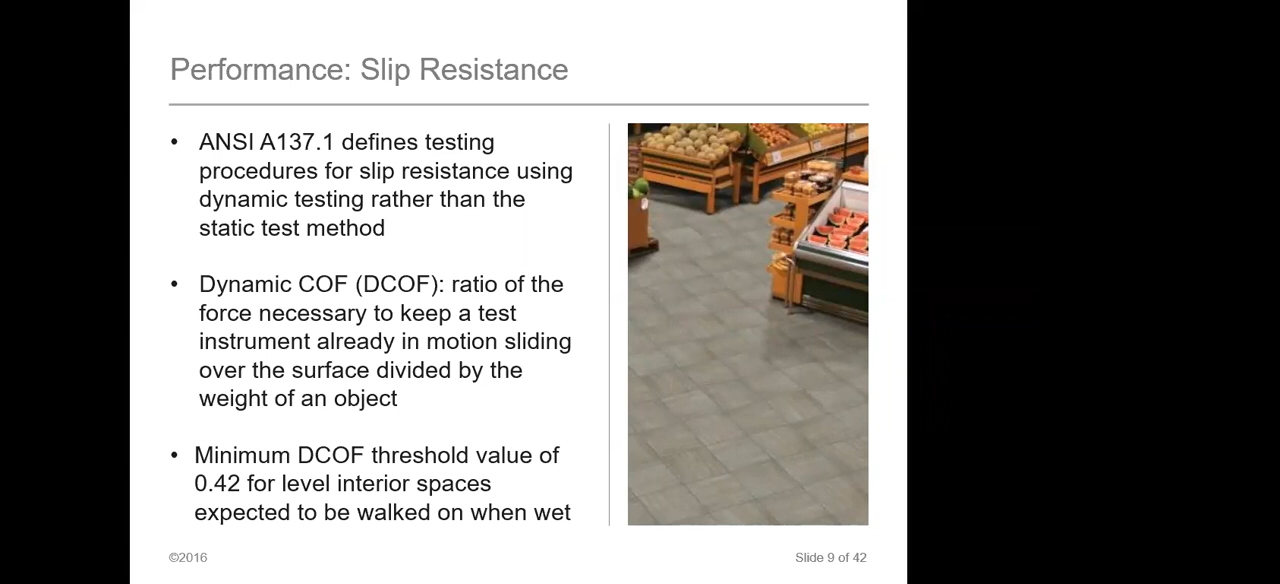 Performance: Slip Resistance
• ANSI A137.1 defines testing
procedures for slip resistance using
dynamic testing rather than the
static test method
• Dynamic COF (DCOF): ratio of the
force necessary to keep a test
instrument already in motion sliding
over the surface divided by the
weight of an object
• Minimum DCOF threshold value of
0.42 for level interior spaces
expected to be walked on when wet
©2016
Slide 9 of 42